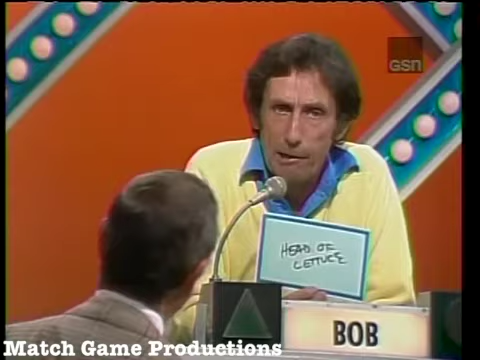 GSN
HEAD OF
LETTUCE
BOB
Match Game Productions